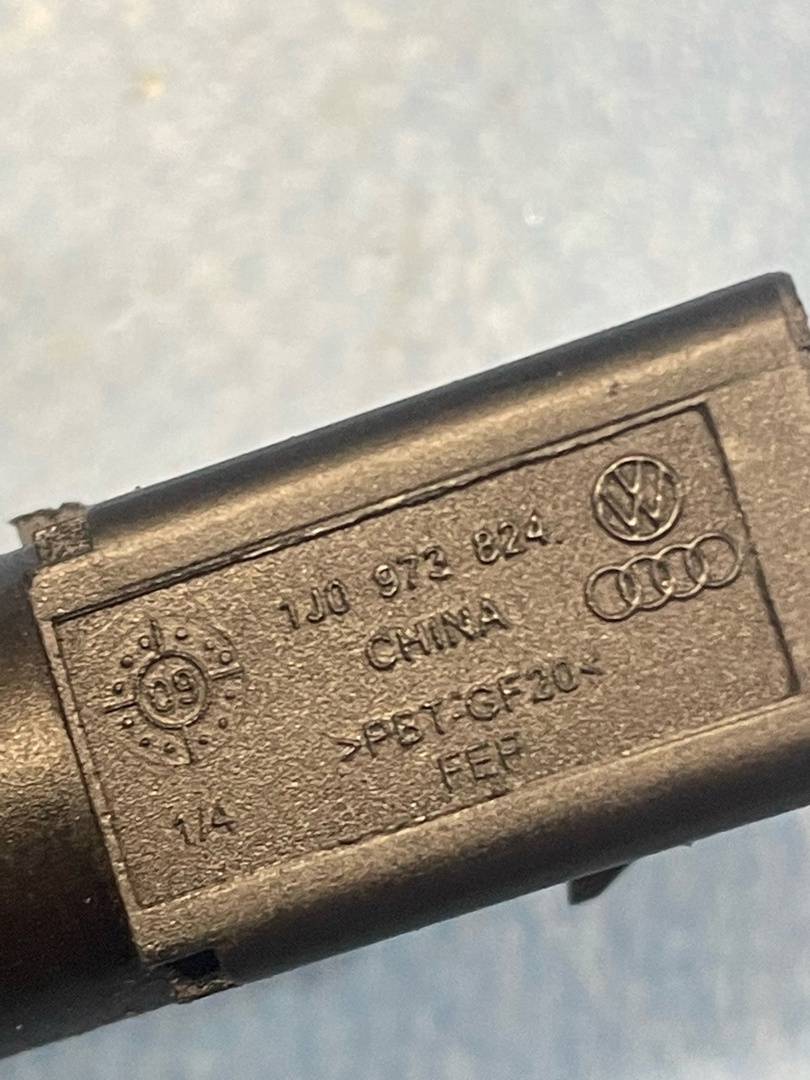 1J0 973 824
CHINA
>PBT-GF20<
FEP
09
1/4